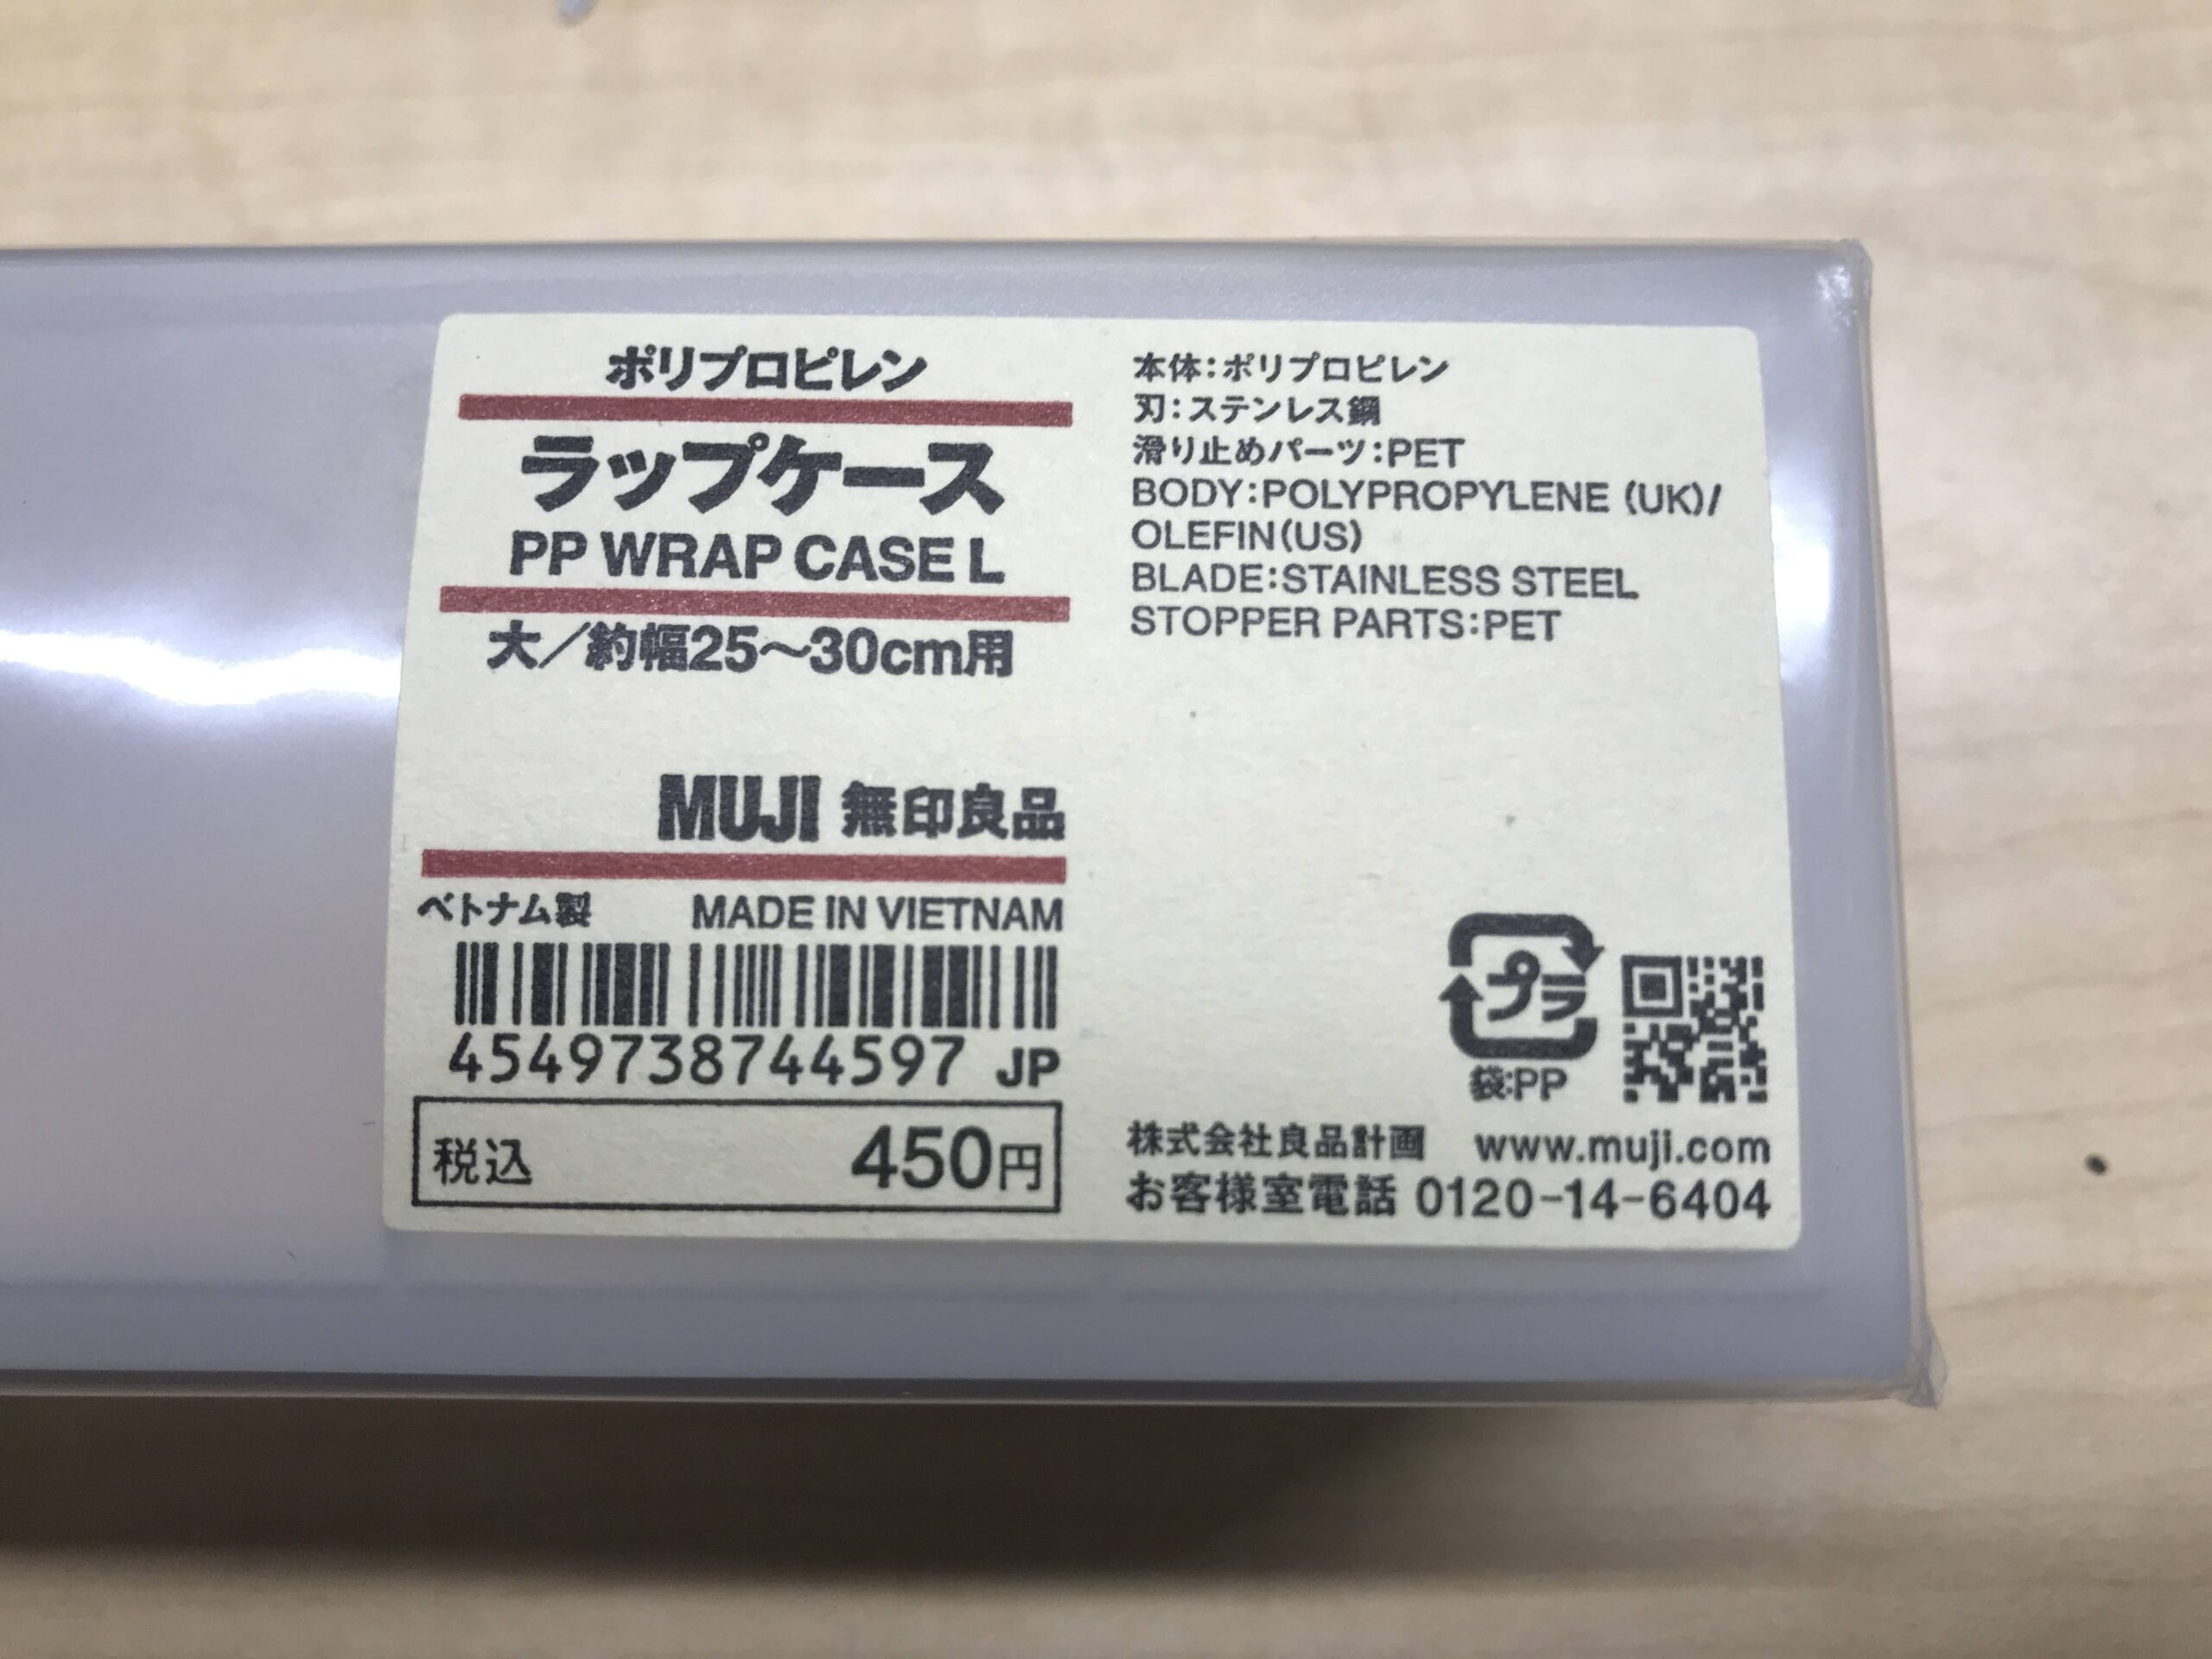 ポリプロピレン
ラップケース
PP WRAP CASE L
大／約幅25～30cm用
MUJI 無印良品
ベトナム製 MADE IN VIETNAM
4549738744597 JP
税込 450円
本体：ポリプロピレン
刃：ステンレス鋼
滑り止めパーツ：PET
BODY:POLYPROPYLENE (UK)/
OLEFIN(US)
BLADE:STAINLESS STEEL
STOPPER PARTS:PET
プラ
袋:PP
株式会社良品計画 www.muji.com
お客様室電話 0120-14-6404